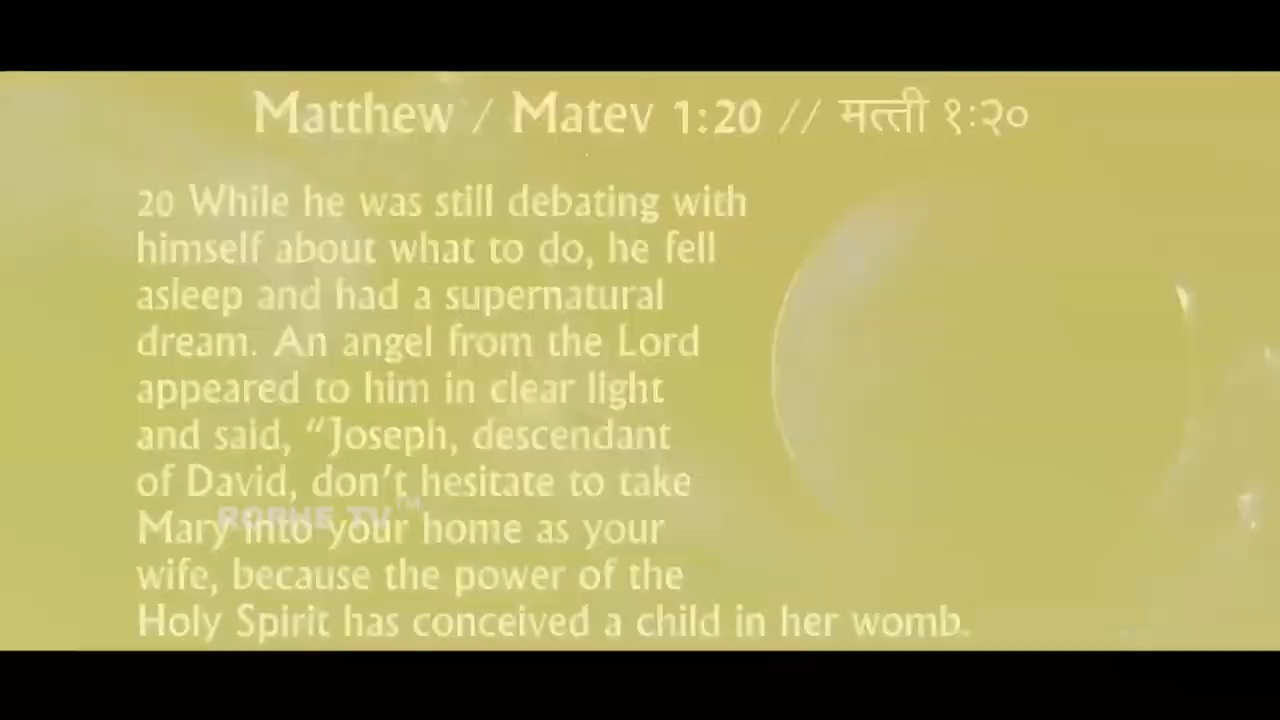 Matthew / Matev 1:20 // मत्ती १:२०
20 While he was still debating with
himself about what to do, he fell
asleep and had a supernatural
dream. An angel from the Lord
appeared to him in clear light
and said, “Joseph, descendant
of David, don’t hesitate to take
Mary into your home as your
wife, because the power of the
Holy Spirit has conceived a child in her womb.